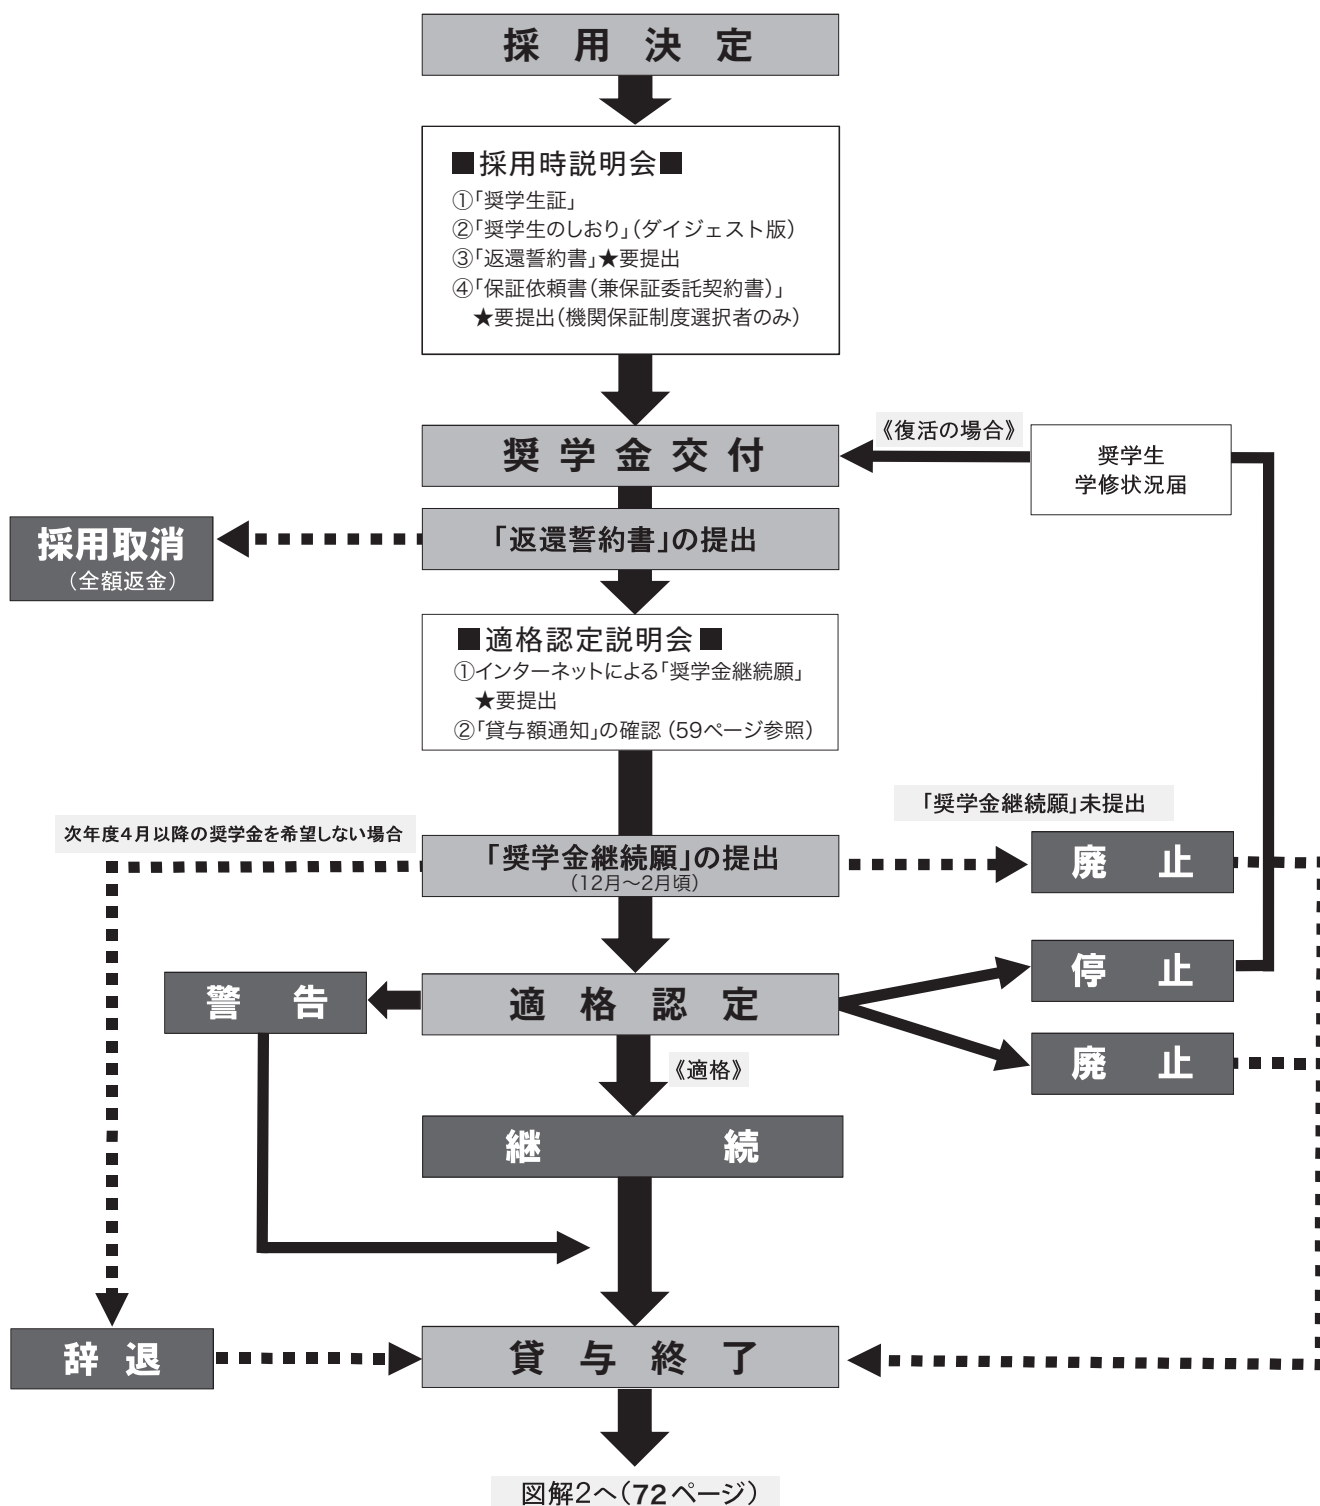 採用決定
■採用時説明会■
①「奨学生証」
②「奨学生のしおり」(ダイジェスト版)
③「返還誓約書」★要提出
④「保証依頼書(兼保証委託契約書)」
★要提出(機関保証制度選択者のみ)
《復活の場合》
奨学金交付
奨学生
学修状況届
「返還誓約書」の提出
採用取消
(全額返金)
■適格認定説明会■
①インターネットによる「奨学金継続願」
★要提出
②「貸与額通知」の確認(59ページ参照)
「奨学金継続願」未提出
次年度4月以降の奨学金を希望しない場合
「奨学金継続願」の提出
(12月～2月頃)
廃止
停止
警告
適格認定
廃止
《適格》
継続
辞退
貸与終了
図解2へ(72ページ)